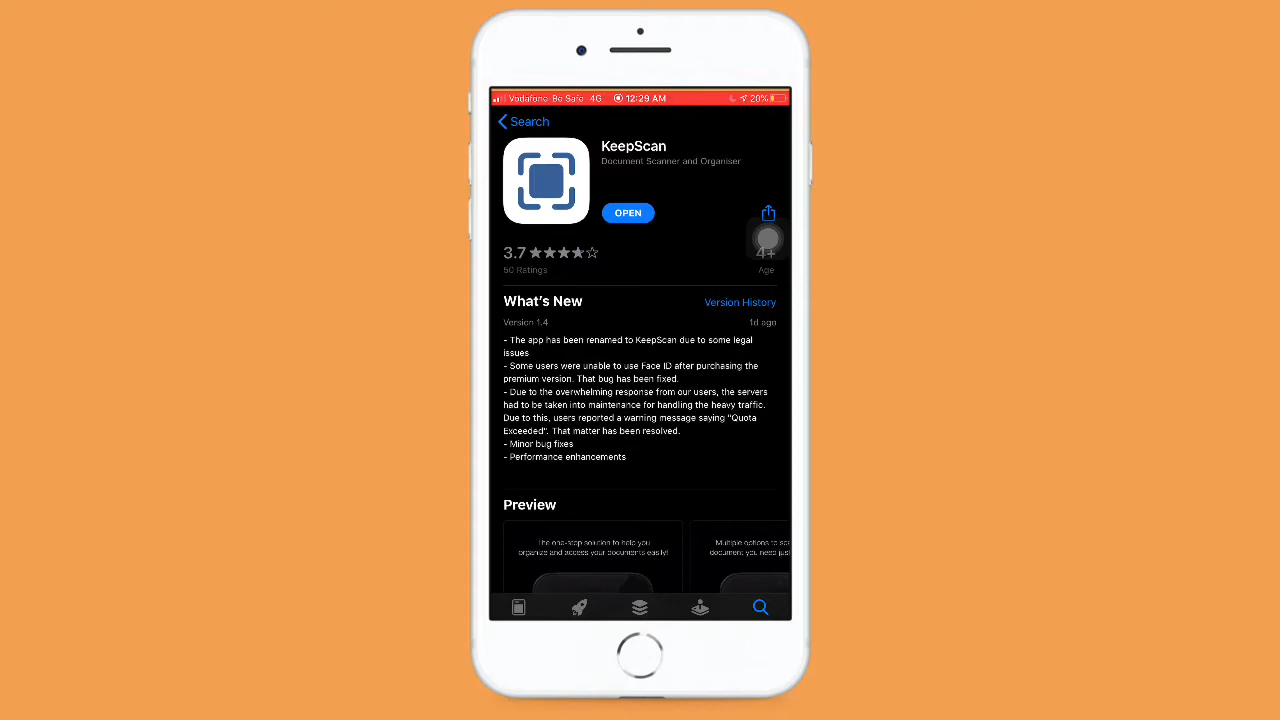 Vodafone Be Safe 4G 12:29 AM 20%
Search
KeepScan
Document Scanner and Organiser
OPEN
3.7
4+
50 Ratings
Age
What's New
Version History
Version 1.4
1d ago
- The app has been renamed to KeepScan due to some legal
issues
- Some users were unable to use Face ID after purchasing the
premium version. That bug has been fixed.
- Due to the overwhelming response from our users, the servers
had to be taken into maintenance for handling the heavy traffic.
Due to this, users reported a warning message saying "Quota
Exceeded". That matter has been resolved.
- Minor bug fixes
- Performance enhancements
Preview
The one-stop solution to help you
organize and access your documents easily!
Multiple options to
document you need